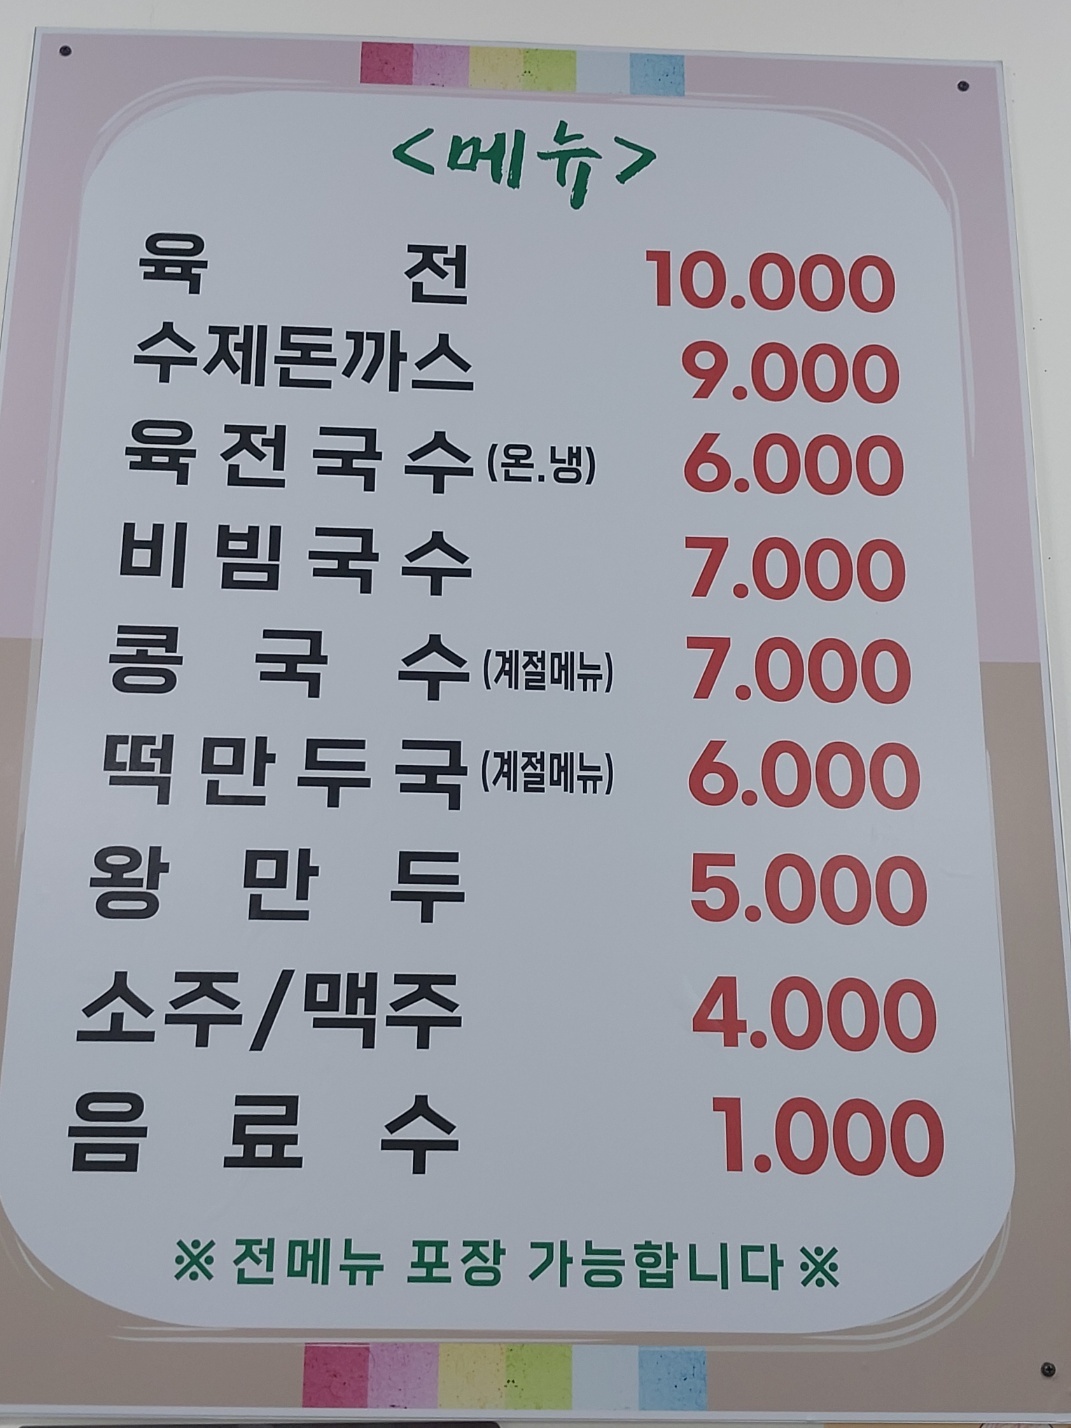 <메뉴>
육 전 10.000
수제돈까스 9.000
육전국수(온.냉) 6.000
비빔국수 7.000
콩국수(계절메뉴) 7.000
떡만두국(계절메뉴) 6.000
왕만두 5.000
소주/맥주 4.000
음료수 1.000
※ 전메뉴 포장 가능합니다 ※